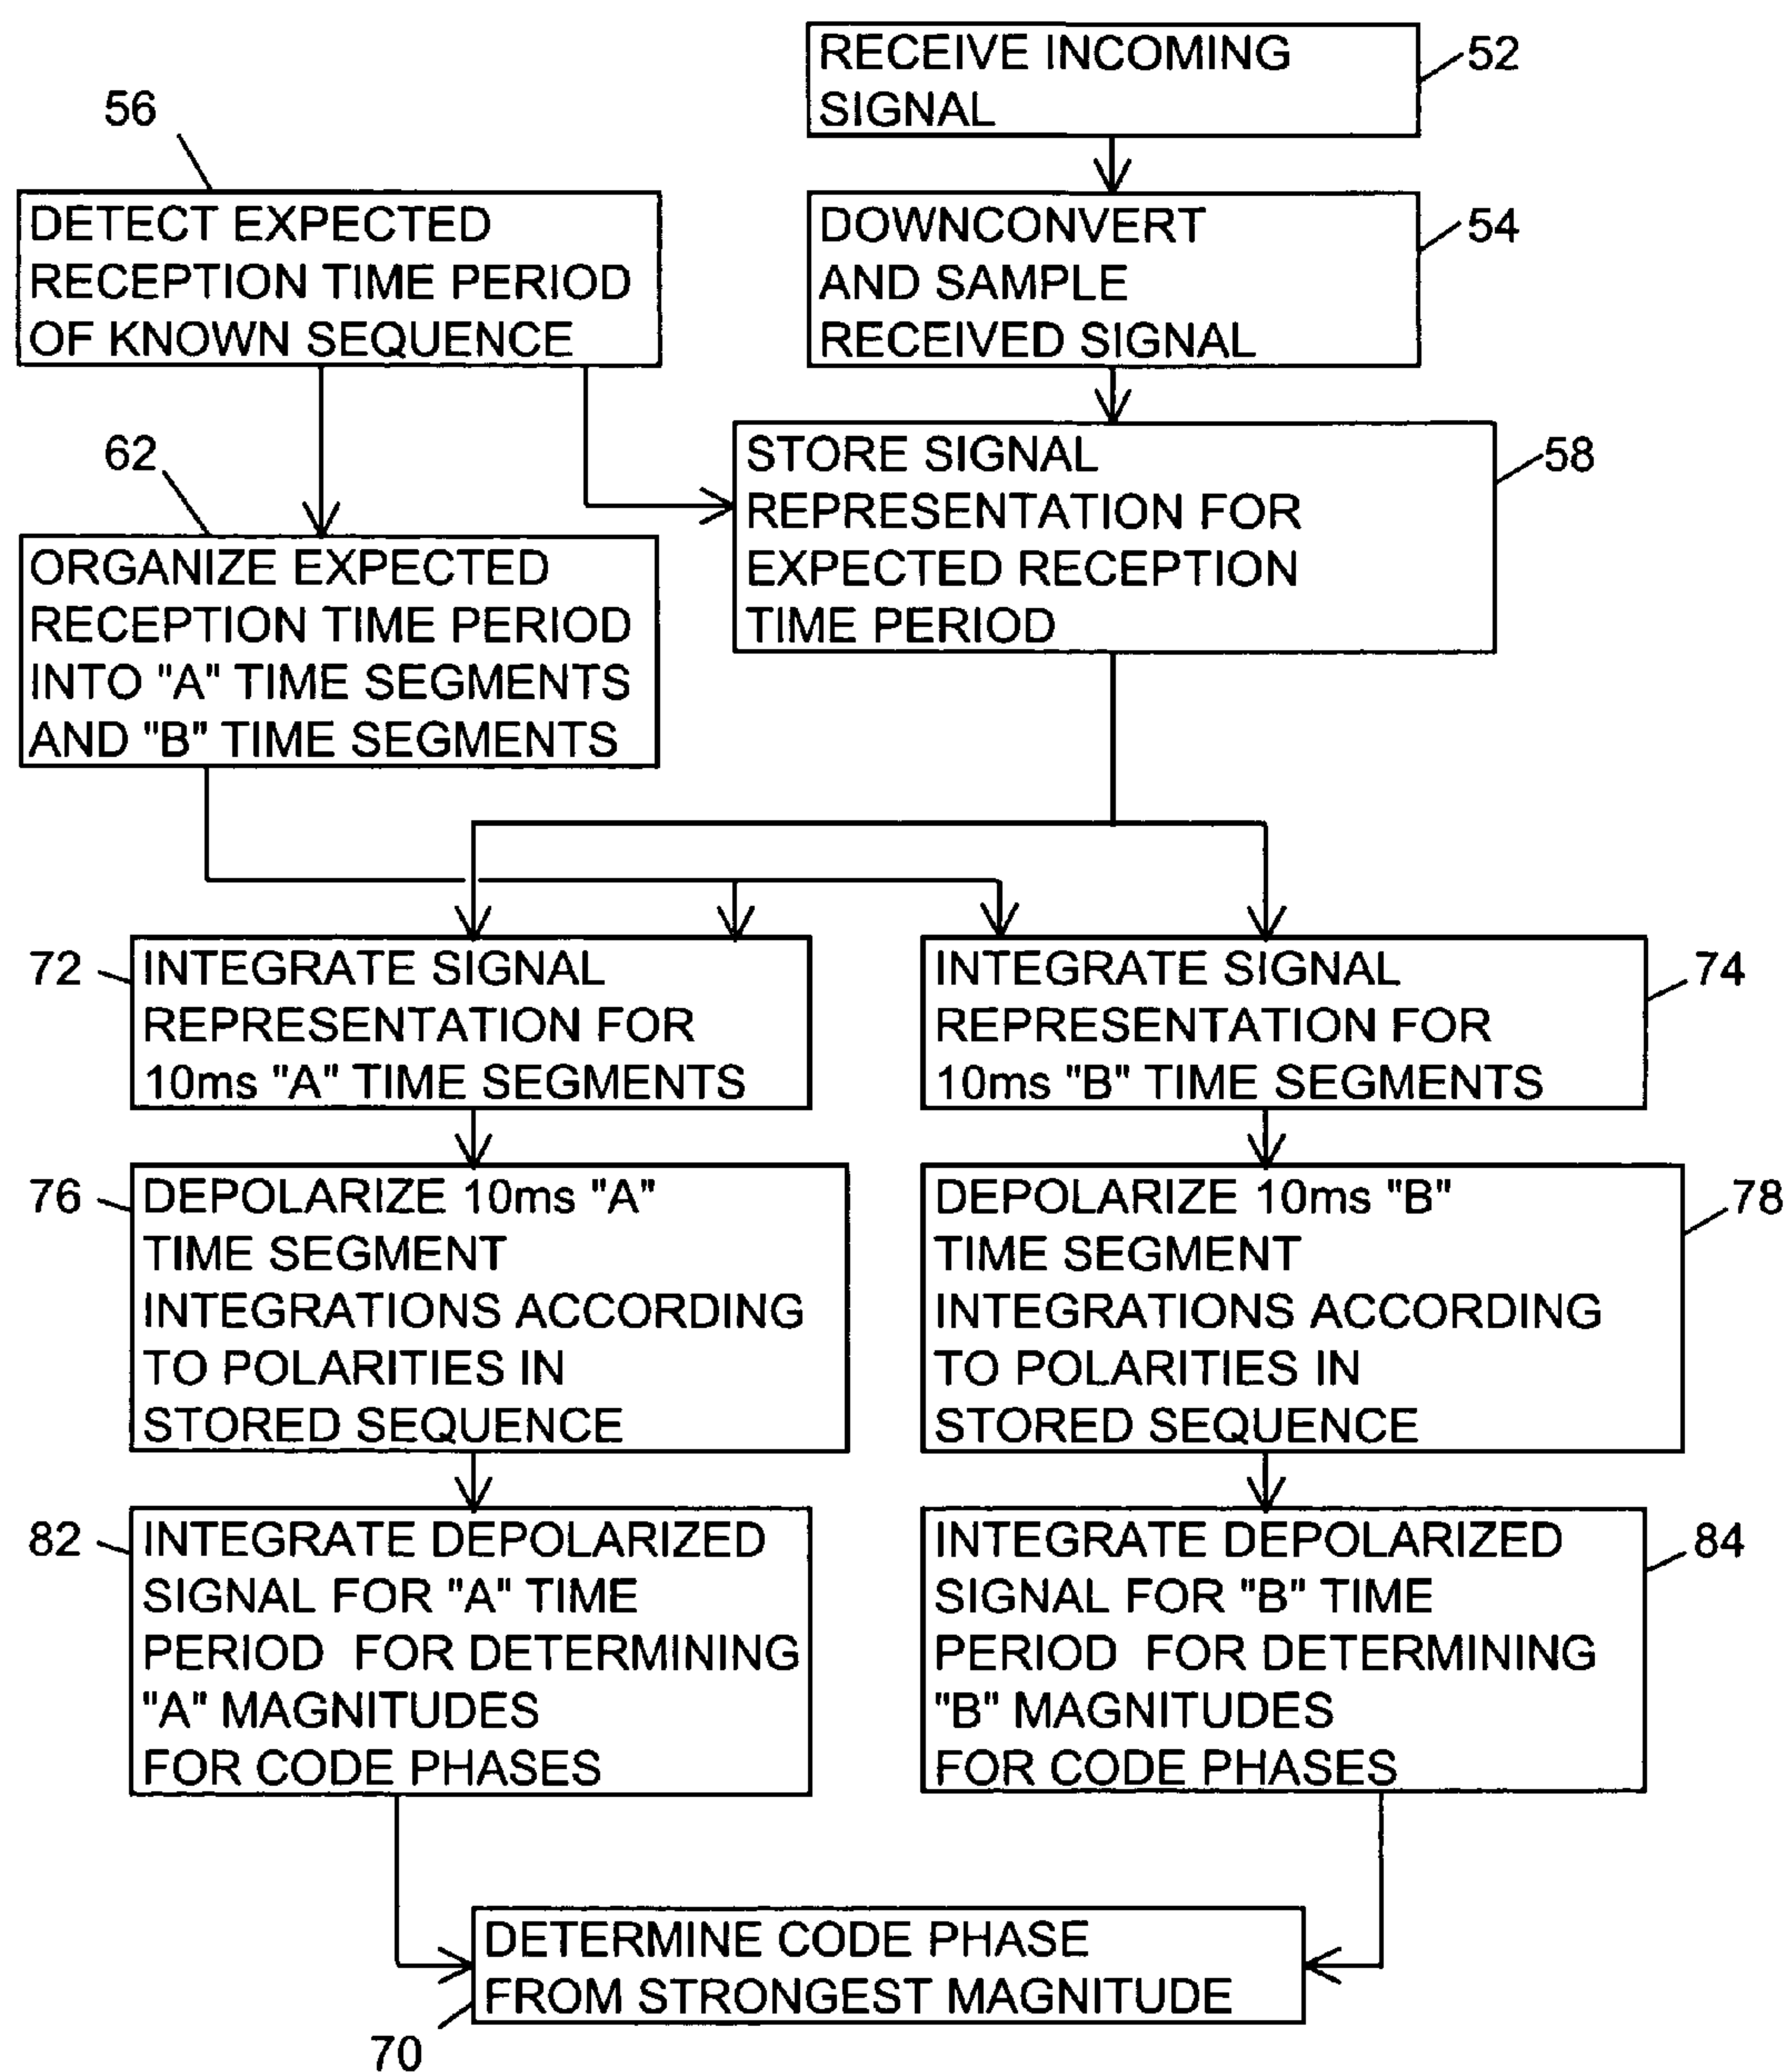 RECEIVE INCOMING
SIGNAL
52
56
DETECT EXPECTED
RECEPTION TIME PERIOD
OF KNOWN SEQUENCE
DOWNCONVERT
AND SAMPLE
RECEIVED SIGNAL
54
62
ORGANIZE EXPECTED
RECEPTION TIME PERIOD
INTO "A" TIME SEGMENTS
AND "B" TIME SEGMENTS
STORE SIGNAL
REPRESENTATION FOR
EXPECTED RECEPTION
TIME PERIOD
58
72
INTEGRATE SIGNAL
REPRESENTATION FOR
10ms "A" TIME SEGMENTS
INTEGRATE SIGNAL
REPRESENTATION FOR
10ms "B" TIME SEGMENTS
74
76
DEPOLARIZE 10ms "A"
TIME SEGMENT
INTEGRATIONS ACCORDING
TO POLARITIES IN
STORED SEQUENCE
DEPOLARIZE 10ms "B"
TIME SEGMENT
INTEGRATIONS ACCORDING
TO POLARITIES IN
STORED SEQUENCE
78
82
INTEGRATE DEPOLARIZED
SIGNAL FOR "A" TIME
PERIOD FOR DETERMINING
"A" MAGNITUDES
FOR CODE PHASES
INTEGRATE DEPOLARIZED
SIGNAL FOR "B" TIME
PERIOD FOR DETERMINING
"B" MAGNITUDES
FOR CODE PHASES
84
DETERMINE CODE PHASE
FROM STRONGEST MAGNITUDE
70